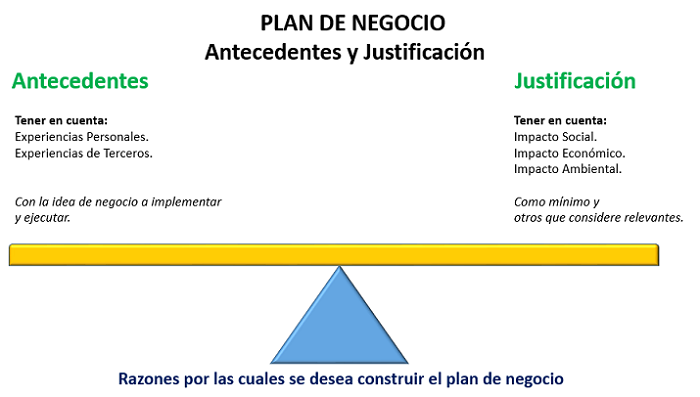 PLAN DE NEGOCIO
Antecedentes y Justificación
Antecedentes
Tener en cuenta:
Experiencias Personales.
Experiencias de Terceros.
Con la idea de negocio a implementar
y ejecutar.
Justificación
Tener en cuenta:
Impacto Social.
Impacto Económico.
Impacto Ambiental.
Como mínimo y
otros que considere relevantes.
Razones por las cuales se desea construir el plan de negocio